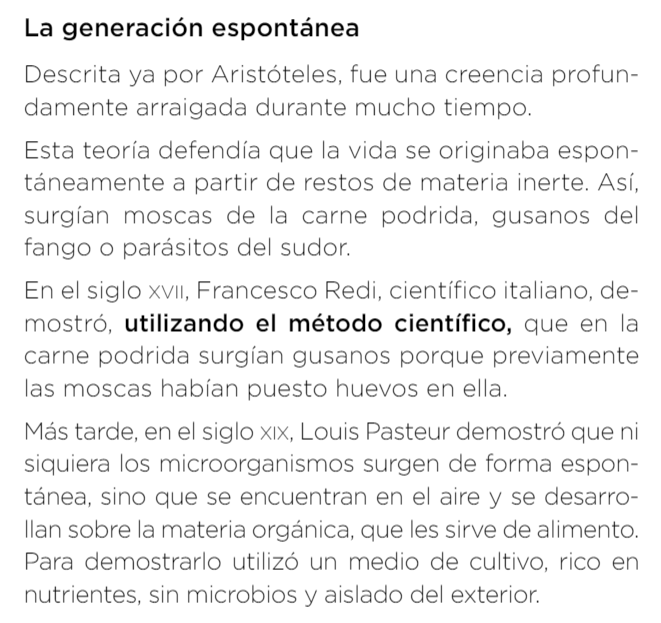 La generación espontánea
Descrita ya por Aristóteles, fue una creencia profun-
damente arraigada durante mucho tiempo.
Esta teoría defendía que la vida se originaba espon-
táneamente a partir de restos de materia inerte. Así,
surgían moscas de la carne podrida, gusanos del
fango o parásitos del sudor.
En el siglo XVII, Francesco Redi, científico italiano, de-
mostró, utilizando el método científico, que en la
carne podrida surgían gusanos porque previamente
las moscas habían puesto huevos en ella.
Más tarde, en el siglo XIX, Louis Pasteur demostró que ni
siquiera los microorganismos surgen de forma espon-
tánea, sino que se encuentran en el aire y se desarro-
llan sobre la materia orgánica, que les sirve de alimento.
Para demostrarlo utilizó un medio de cultivo, rico en
nutrientes, sin microbios y aislado del exterior.